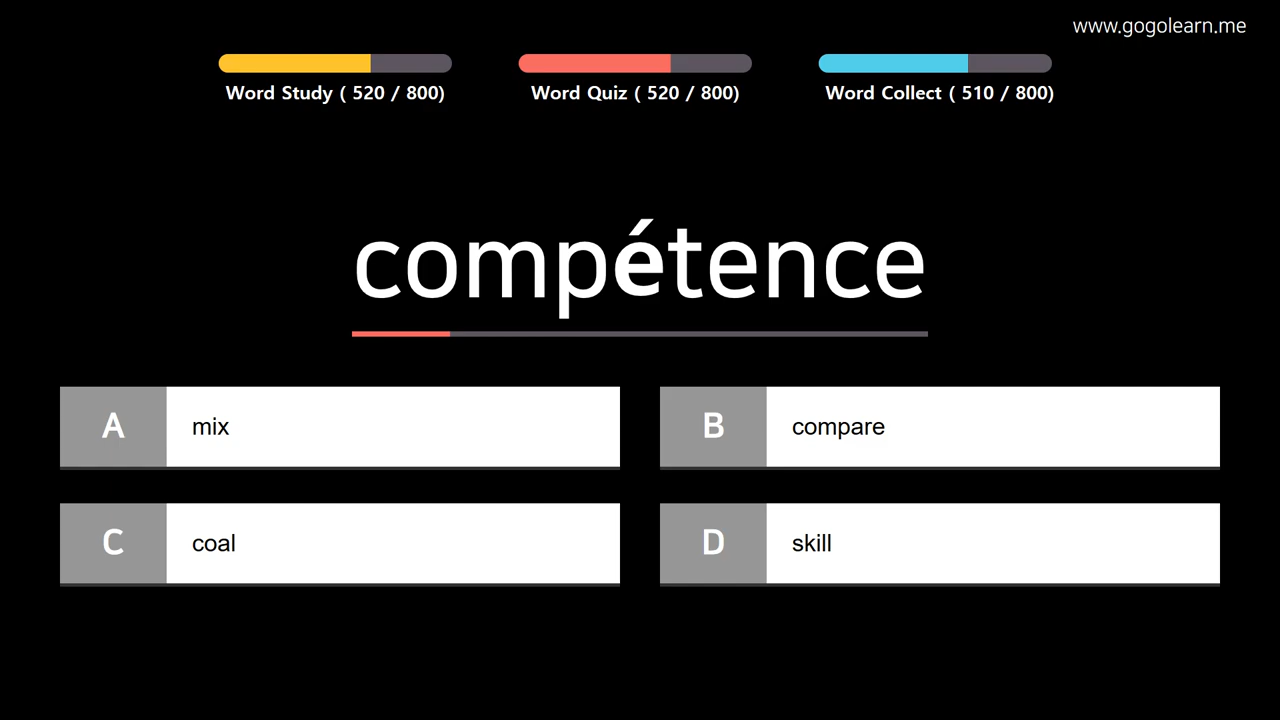 www.gogolearn.me
Word Study ( 520 / 800)
Word Quiz ( 520 / 800)
Word Collect ( 510 / 800)
compétence
A
mix
B
compare
C
coal
D
skill